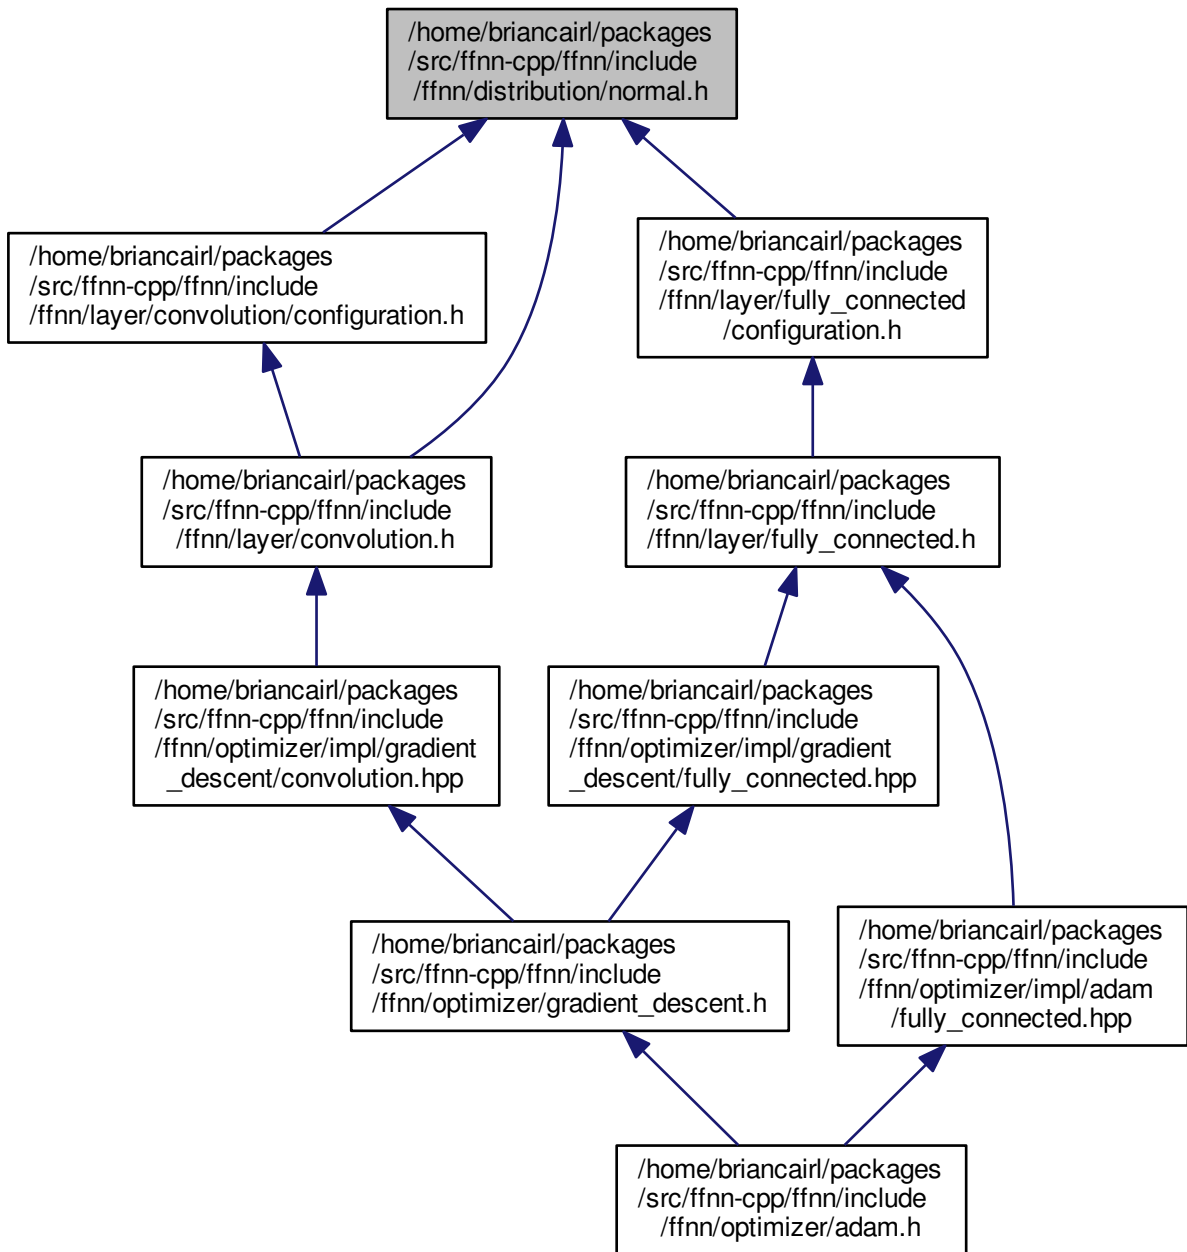 /home/briancairl/packages
/src/ffnn-cpp/ffnn/include
/ffnn/distribution/normal.h
/home/briancairl/packages
/src/ffnn-cpp/ffnn/include
/ffnn/layer/convolution/configuration.h
/home/briancairl/packages
/src/ffnn-cpp/ffnn/include
/ffnn/layer/fully_connected
/configuration.h
/home/briancairl/packages
/src/ffnn-cpp/ffnn/include
/ffnn/layer/convolution.h
/home/briancairl/packages
/src/ffnn-cpp/ffnn/include
/ffnn/layer/fully_connected.h
/home/briancairl/packages
/src/ffnn-cpp/ffnn/include
/ffnn/optimizer/impl/gradient
_descent/convolution.hpp
/home/briancairl/packages
/src/ffnn-cpp/ffnn/include
/ffnn/optimizer/impl/gradient
_descent/fully_connected.hpp
/home/briancairl/packages
/src/ffnn-cpp/ffnn/include
/ffnn/optimizer/gradient_descent.h
/home/briancairl/packages
/src/ffnn-cpp/ffnn/include
/ffnn/optimizer/impl/adam
/fully_connected.hpp
/home/briancairl/packages
/src/ffnn-cpp/ffnn/include
/ffnn/optimizer/adam.h